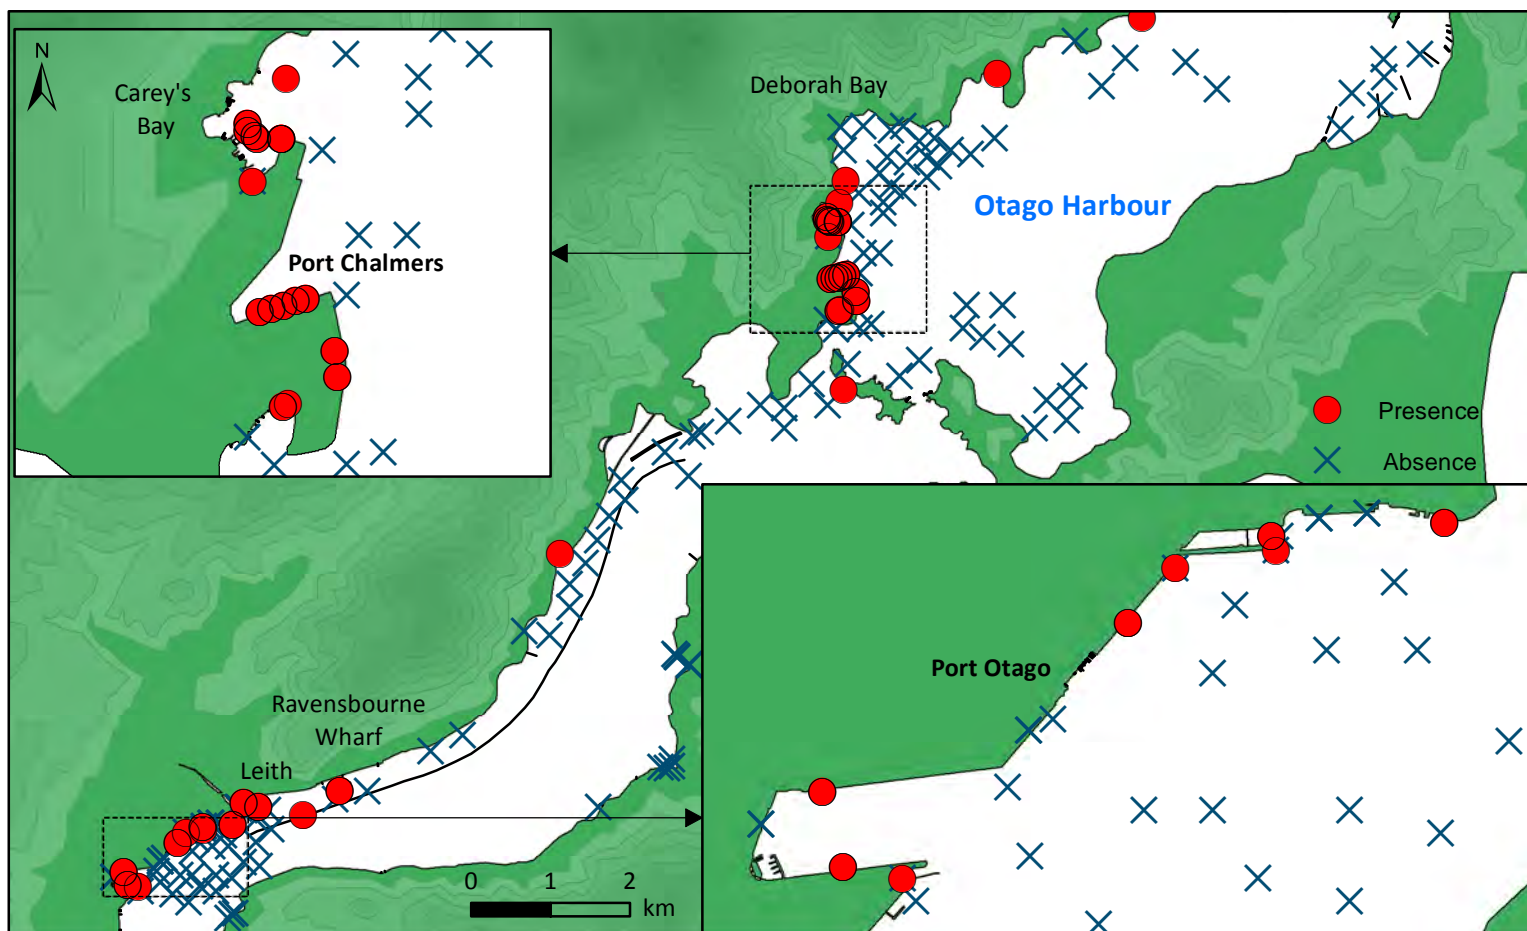 N
Carey's
Bay
Port Chalmers
Deborah Bay
Otago Harbour
Presence
Absence
Port Otago
Ravensbourne
Wharf
Leith
0 1 2
km